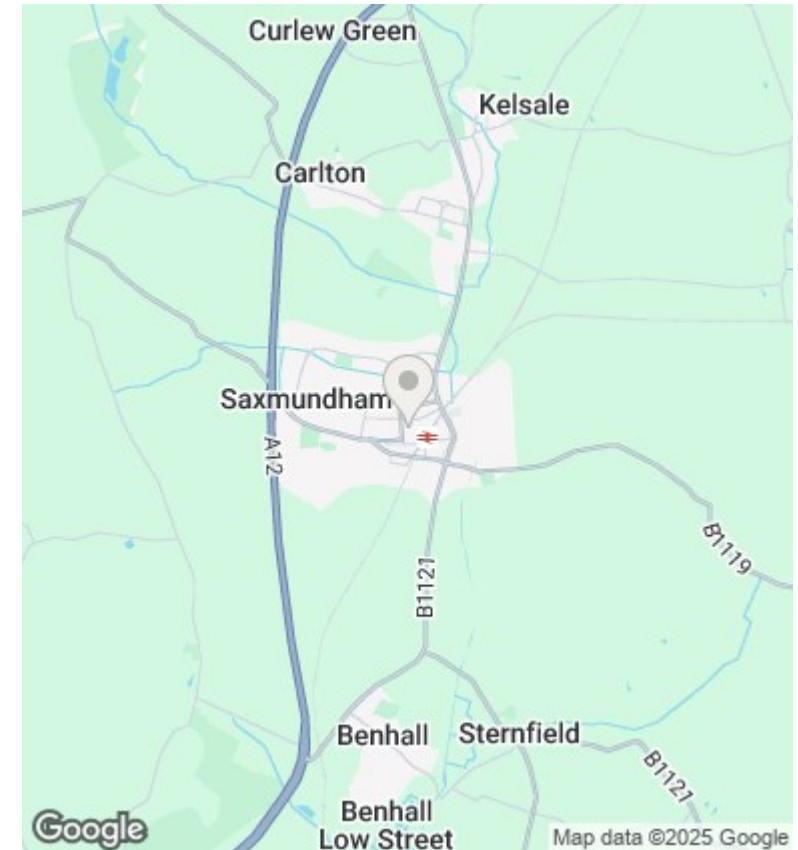 Curlew Green
Kelsale
Carlton
Saxmundham
A12
B1119
B1121
Benhall
Sternfield
B1121
Benhall
Low Street
Google
Map data ©2025 Google